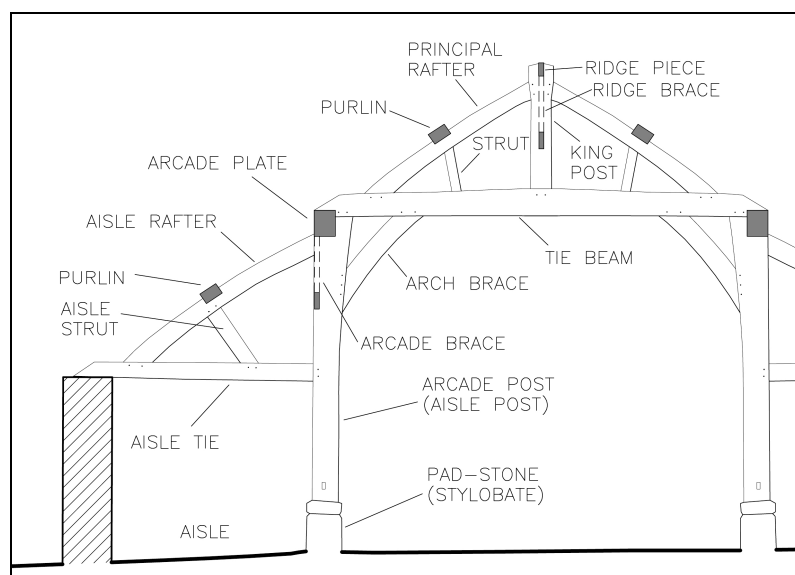 PRINCIPAL
RAFTER
RIDGE PIECE
RIDGE BRACE
PURLIN
STRUT
KING
POST
ARCADE PLATE
AISLE RAFTER
TIE BEAM
PURLIN
ARCH BRACE
AISLE
STRUT
ARCADE BRACE
ARCADE POST
(AISLE POST)
AISLE TIE
PAD-STONE
(STYLOBATE)
AISLE